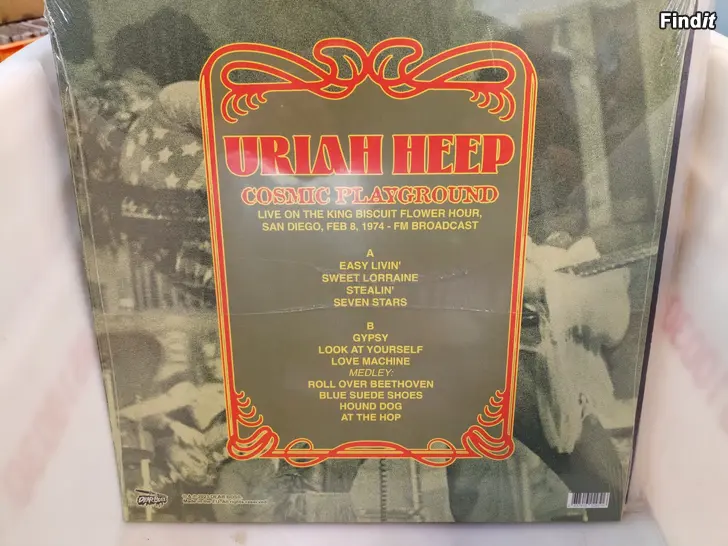 Findit
URIAH HEEP
COSMIC PLAYGROUND
LIVE ON THE KING BISCUIT FLOWER HOUR,
SAN DIEGO, FEB 8, 1974 - FM BROADCAST
A
EASY LIVIN'
SWEET LORRAINE
STEALIN'
SEVEN STARS
B
GYPSY
LOOK AT YOURSELF
LOVE MACHINE
MEDLEY:
ROLL OVER BEETHOVEN
BLUE SUEDE SHOES
HOUND DOG
AT THE HOP